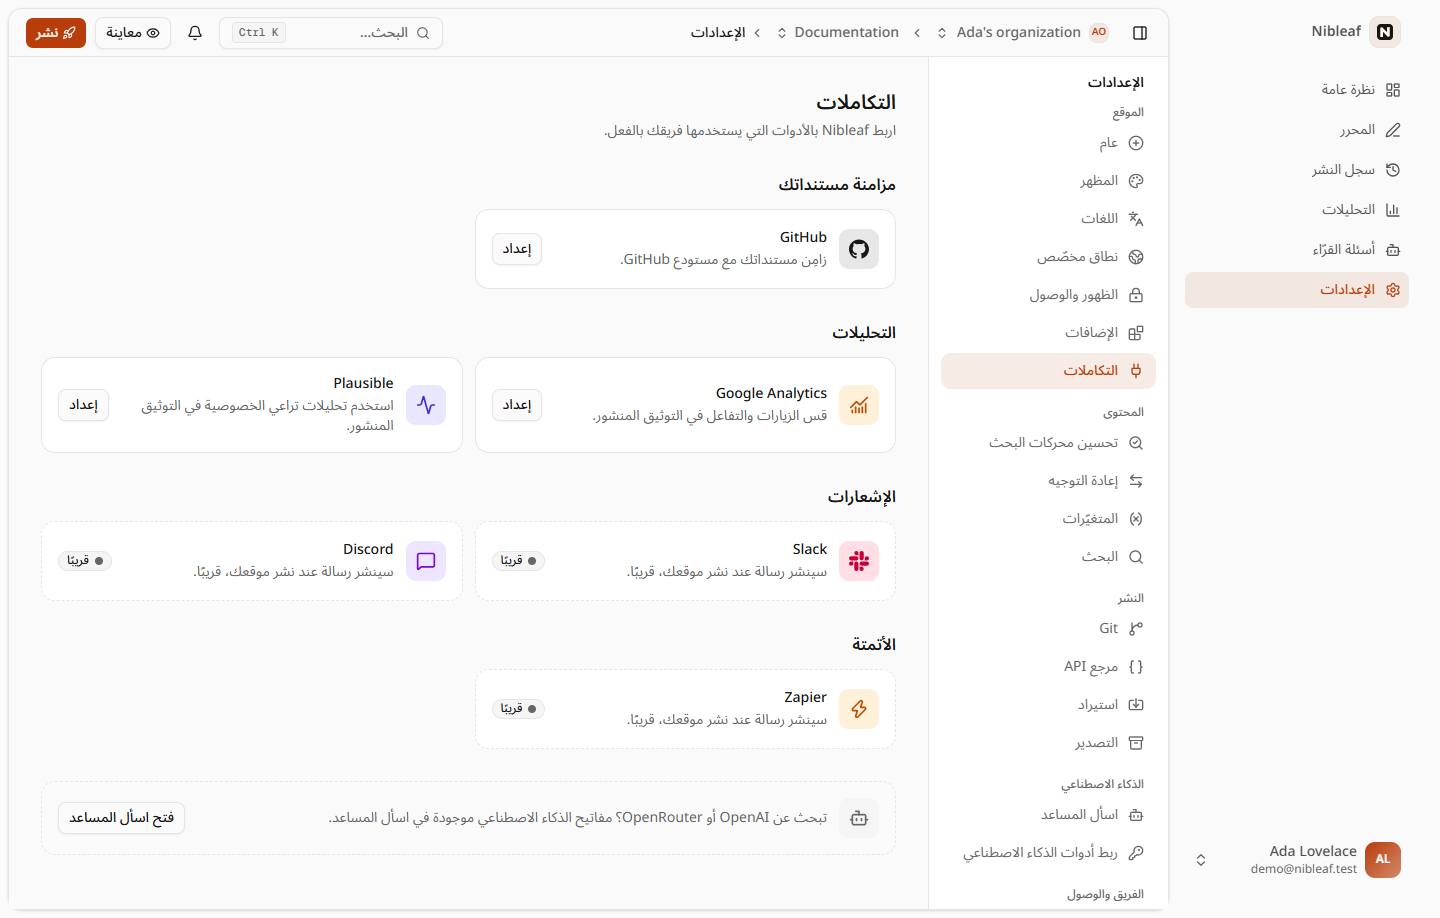 Nibleaf
نظرة عامة
المحرر
سجل النشر
التحليلات
أسئلة القرّاء
الإعدادات
Ada Lovelace
demo@nibleaf.test
AL
AO Ada's organization
Documentation
الإعدادات
البحث...
Ctrl K
معاينة
نشر
الإعدادات
الموقع
عام
المظهر
اللغات
نطاق مخصّص
الظهور والوصول
الإضافات
التكاملات
المحتوى
تحسين محركات البحث
إعادة التوجيه
المتغيّرات
البحث
النشر
Git
مرجع API
استيراد
التصدير
الذكاء الاصطناعي
اسأل المساعد
ربط أدوات الذكاء الاصطناعي
الفريق والوصول
التكاملات
اربط Nibleaf بالأدوات التي يستخدمها فريقك بالفعل.
مزامنة مستنداتك
GitHub
زامِن مستنداتك مع مستودع GitHub.
إعداد
التحليلات
Google Analytics
قس الزيارات والتفاعل في التوثيق المنشور.
إعداد
Plausible
استخدم تحليلات تراعي الخصوصية في التوثيق
المنشور.
إعداد
الإشعارات
Slack
سينشر رسالة عند نشر موقعك، قريبًا.
قريبًا
Discord
سينشر رسالة عند نشر موقعك، قريبًا.
قريبًا
الأتمتة
Zapier
سينشر رسالة عند نشر موقعك، قريبًا.
قريبًا
تبحث عن OpenAI أو OpenRouter؟ مفاتيح الذكاء الاصطناعي موجودة في اسأل المساعد.
فتح اسأل المساعد